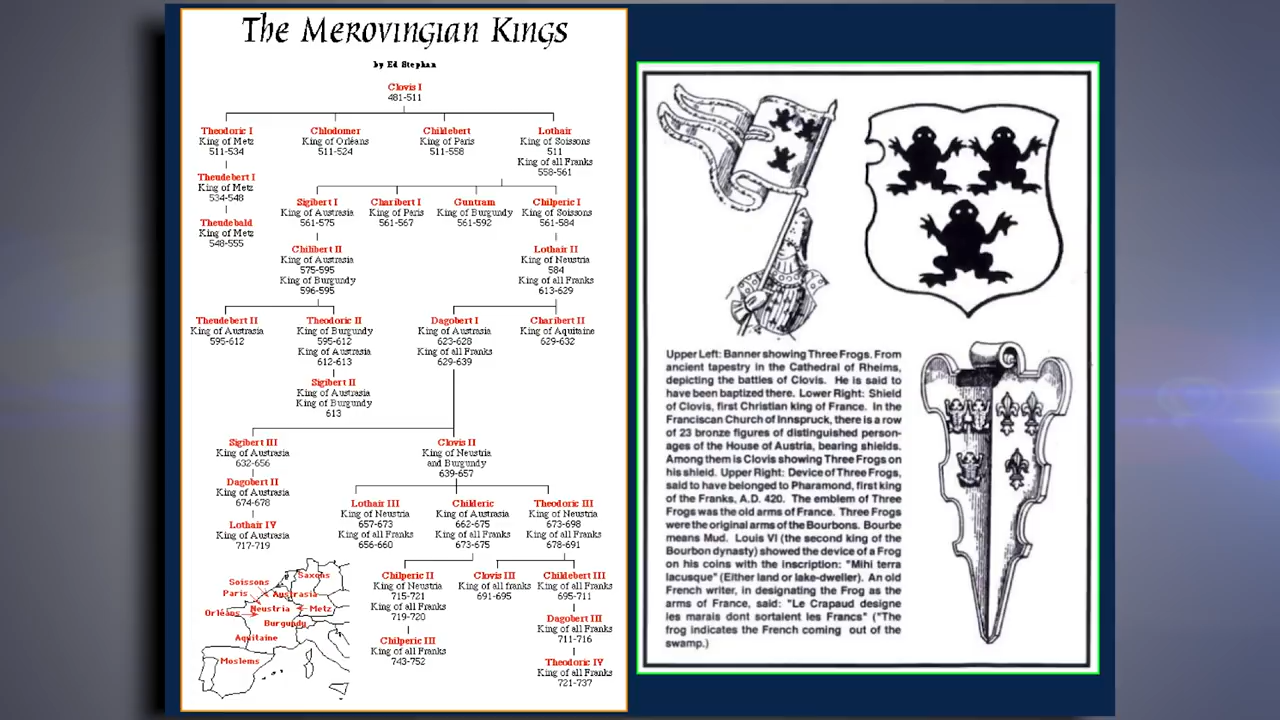 The Merovingian Kings
by Ed Stephan
Clovis I
481-511
Theodoric I
King of Metz
511-534
Chlodomer
King of Orléans
511-524
Childebert
King of Paris
511-558
Lothair
King of Soissons
511
King of all Franks
558-561
Theudebert I
King of Metz
534-548
Theudebald
King of Metz
548-555
Sigibert I
King of Austrasia
561-575
Charibert I
King of Paris
561-567
Guntram
King of Burgundy
561-592
Chilperic I
King of Soissons
561-584
Chilibert II
King of Austrasia
575-595
King of Burgundy
596-595
Lothair II
King of Neustria
584
King of all Franks
613-629
Theudebert II
King of Austrasia
595-612
Theodoric II
King of Burgundy
595-612
King of Austrasia
612-613
Dagobert I
King of Austrasia
623-628
King of all Franks
629-639
Charibert II
King of Aquitaine
629-632
Sigibert II
King of Austrasia
King of Burgundy
613
Sigibert III
King of Austrasia
632-656
Clovis II
King of Neustria
and Burgundy
639-657
Dagobert II
King of Austrasia
674-678
Lothair IV
King of Austrasia
717-719
Lothair III
King of Neustria
657-673
King of all Franks
656-660
Childeric
King of Austrasia
662-675
King of all Franks
673-675
Theodoric III
King of Neustria
673-698
King of all Franks
678-691
Chilperic II
King of Neustria
715-721
King of all Franks
719-720
Clovis III
King of all franks
691-695
Childebert III
King of all Franks
695-711
Dagobert III
King of all Franks
711-716
Chilperic III
King of all Franks
743-752
Theodoric IV
King of all Franks
721-737
Saxons
Soissons
Paris
Austrasia
Neustria
Metz
Orléans
Burgundy
Aquitaine
Moslems
Upper Left: Banner showing Three Frogs. From
ancient tapestry in the Cathedral of Rheims,
depicting the battles of Clovis. He is said to
have been baptized there. Lower Right: Shield
of Clovis, first Christian king of France. In the
Franciscan Church of Innspruck, there is a row
of 23 bronze figures of distinguished person-
ages of the House of Austria, bearing shields.
Among them is Clovis showing Three Frogs on
his shield. Upper Right: Device of Three Frogs,
said to have belonged to Pharamond, first king
of the Franks, A.D. 420. The emblem of Three
Frogs was the old arms of France. Three Frogs
were the original arms of the Bourbons. Bourbe
means Mud. Louis VI (the second king of the
Bourbon dynasty) showed the device of a Frog
on his coins with the inscription: "Mihi terra
lacusque" (Either land or lake-dweller). An old
French writer, in designating the Frog as the
arms of France, said: "Le Crapaud designe
les marais dont sortaient les Francs" ("The
frog indicates the French coming out of the
swamp.)